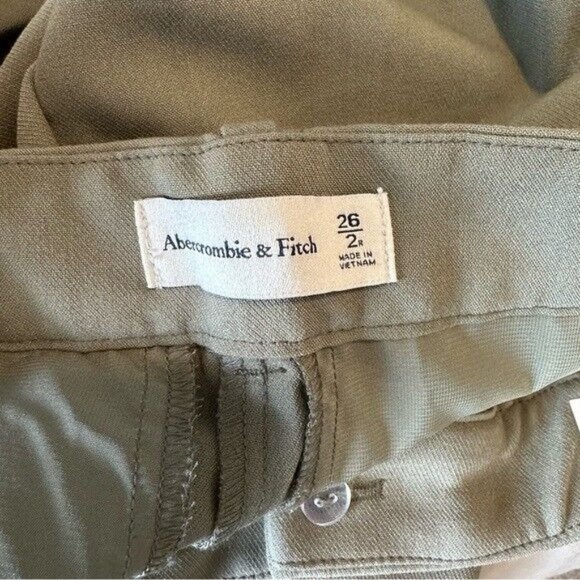 Abercrombie & Fitch
26
2R
MADE IN
VIETNAM